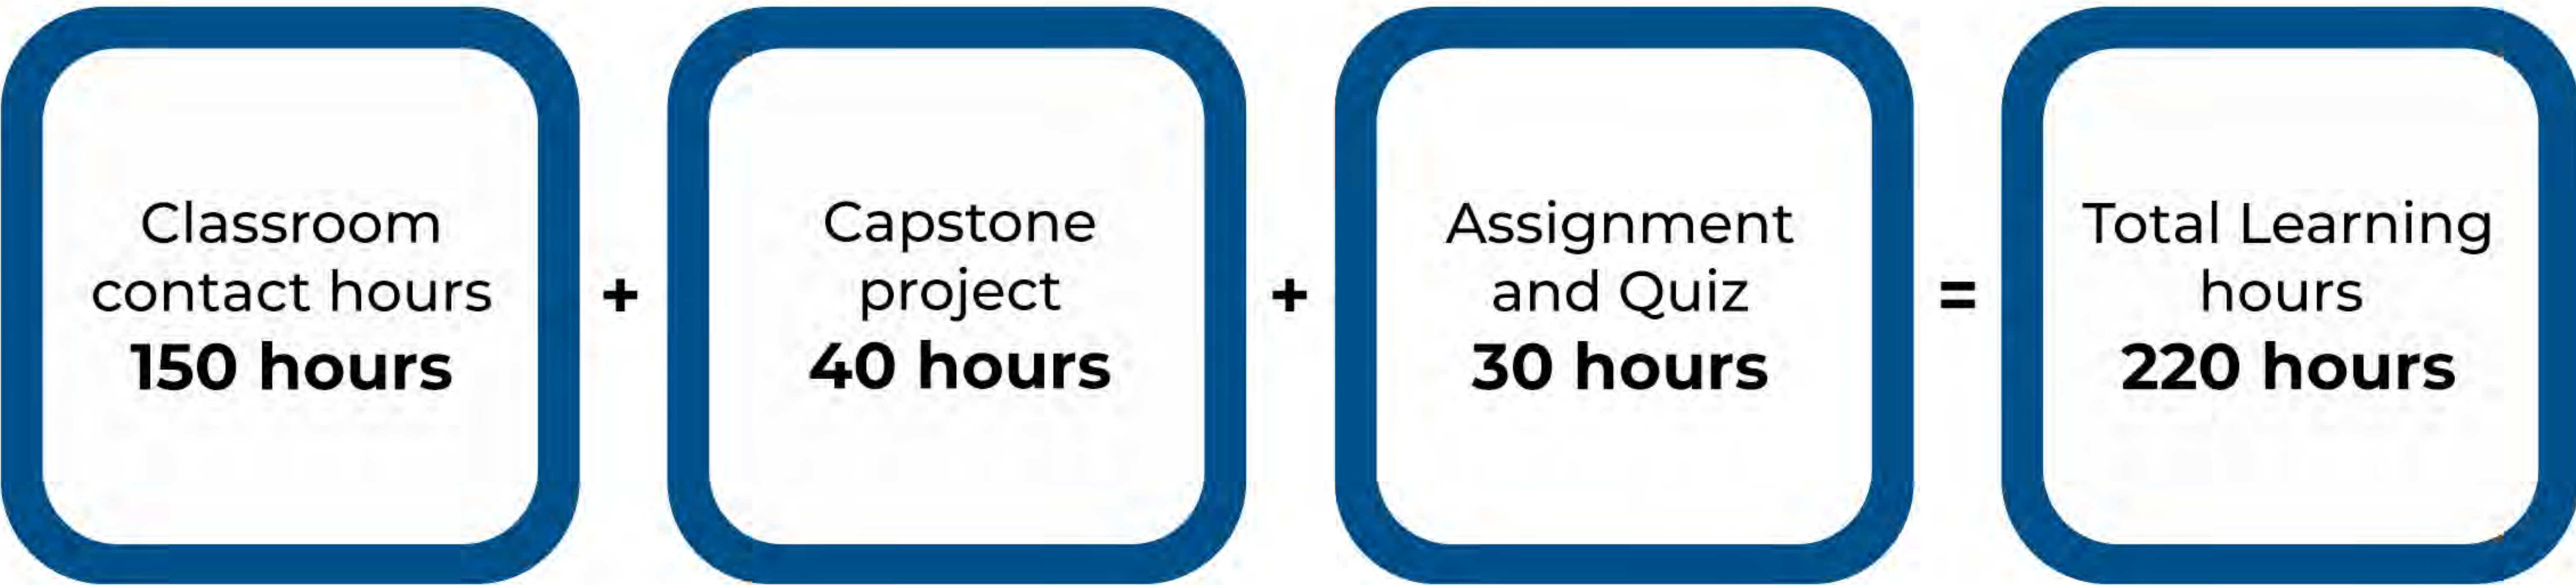 Classroom
contact hours
150 hours
+
Capstone
project
40 hours
+
Assignment
and Quiz
30 hours
=
Total Learning
hours
220 hours